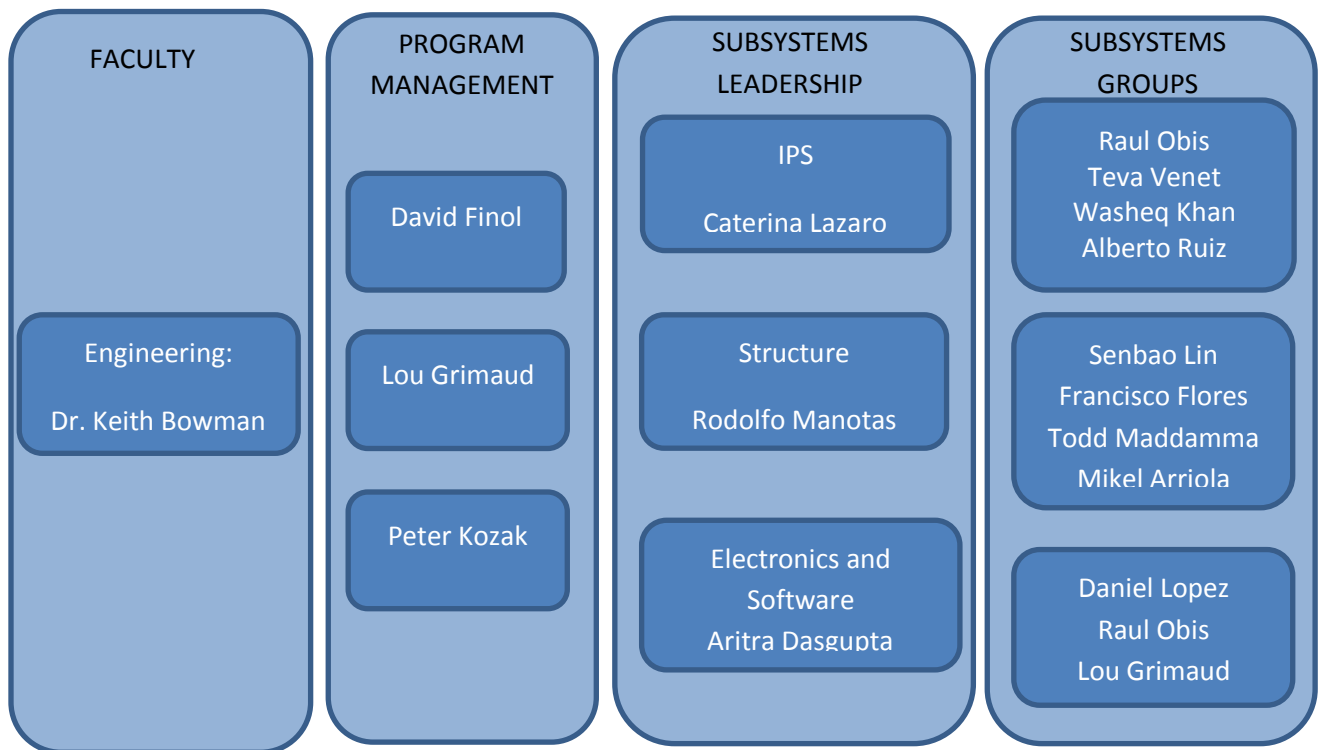 FACULTY
Engineering:
Dr. Keith Bowman
PROGRAM
MANAGEMENT
David Finol
Lou Grimaud
Peter Kozak
SUBSYSTEMS
LEADERSHIP
IPS
Caterina Lazaro
Structure
Rodolfo Manotas
Electronics and
Software
Aritra Dasgupta
SUBSYSTEMS
GROUPS
Raul Obis
Teva Venet
Washeq Khan
Alberto Ruiz
Senbao Lin
Francisco Flores
Todd Maddamma
Mikel Arriola
Daniel Lopez
Raul Obis
Lou Grimaud